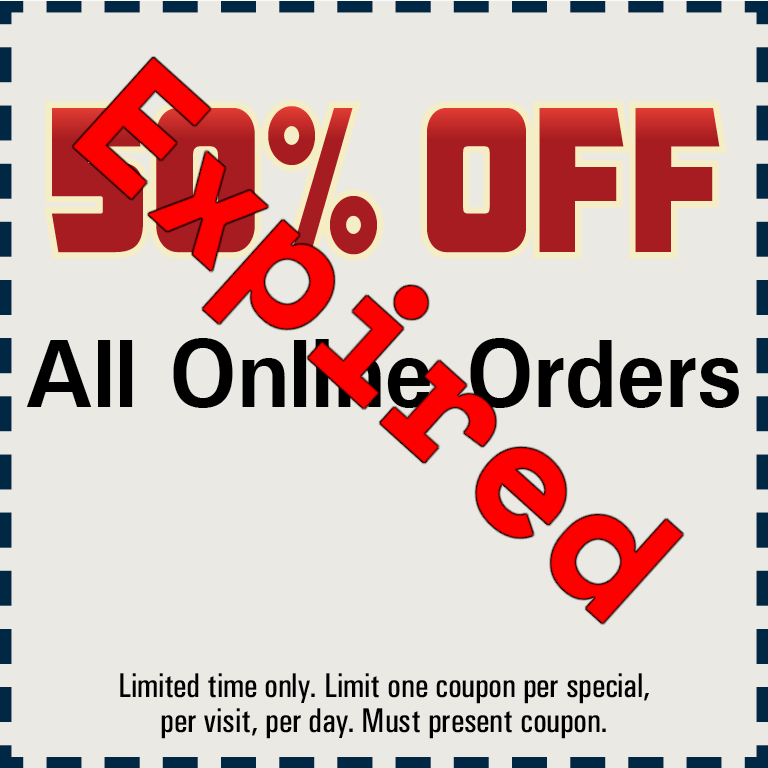 50% OFF
All Online Orders
Expired
Limited time only. Limit one coupon per special,
per visit, per day. Must present coupon.